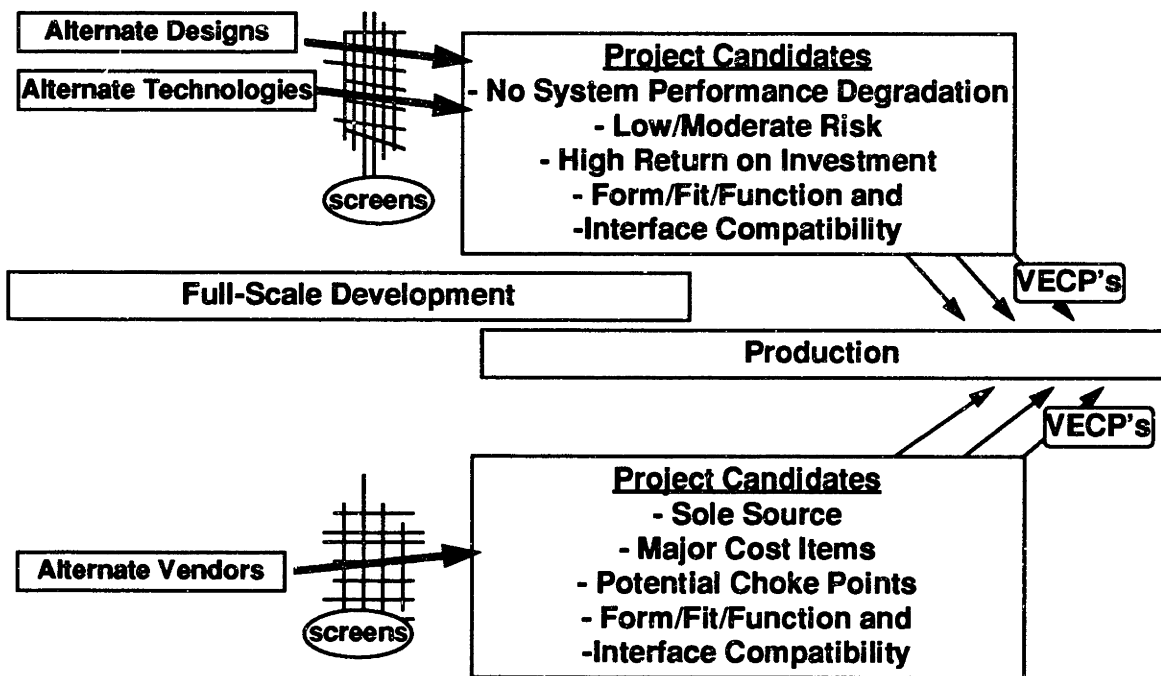 Alternate Designs
Alternate Technologies
screens
Project Candidates
- No System Performance Degradation
- Low/Moderate Risk
- High Return on Investment
- Form/Fit/Function and
-Interface Compatibility
VECP's
Full-Scale Development
Production
VECP's
Alternate Vendors
screens
Project Candidates
- Sole Source
- Major Cost Items
- Potential Choke Points
- Form/Fit/Function and
-Interface Compatibility